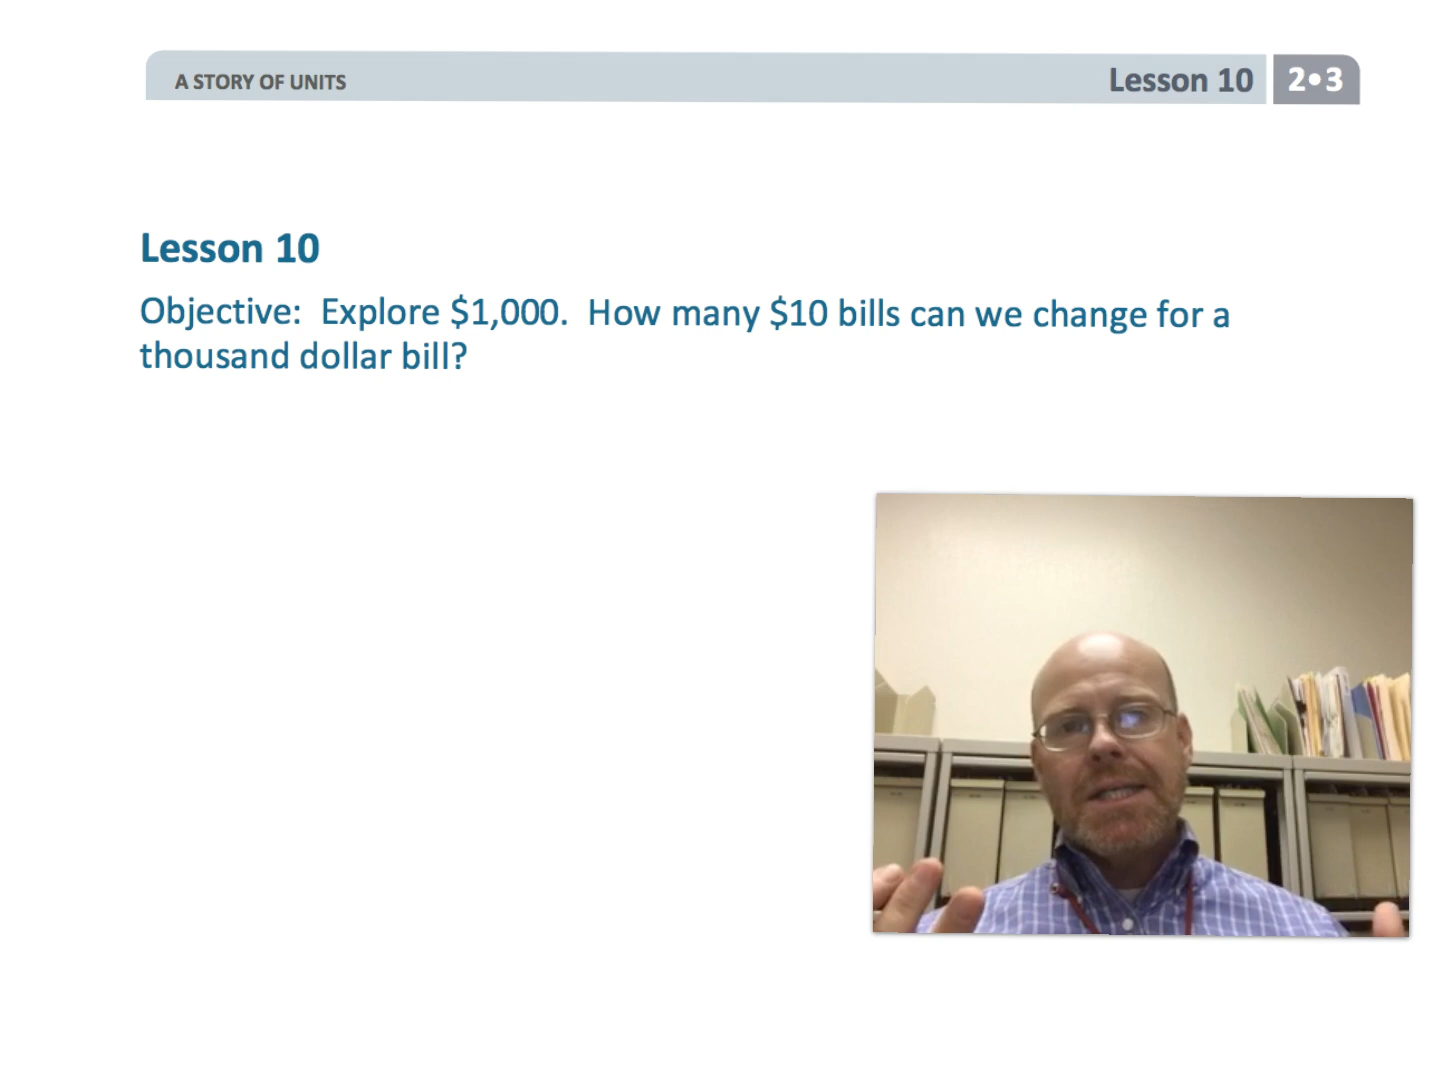 A STORY OF UNITS
Lesson 10
2•3
Lesson 10
Objective:  Explore $1,000.  How many $10 bills can we change for a
thousand dollar bill?